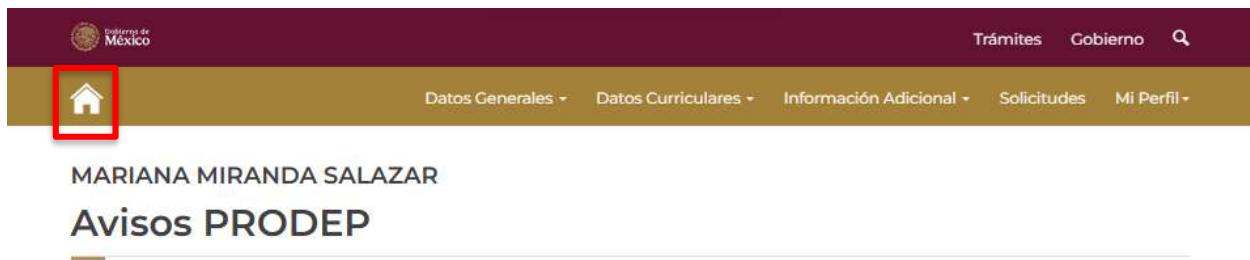 Gobierno de
México
Trámites Gobierno
Datos Generales Datos Curriculares Información Adicional Solicitudes Mi Perfil
MARIANA MIRANDA SALAZAR
Avisos PRODEP